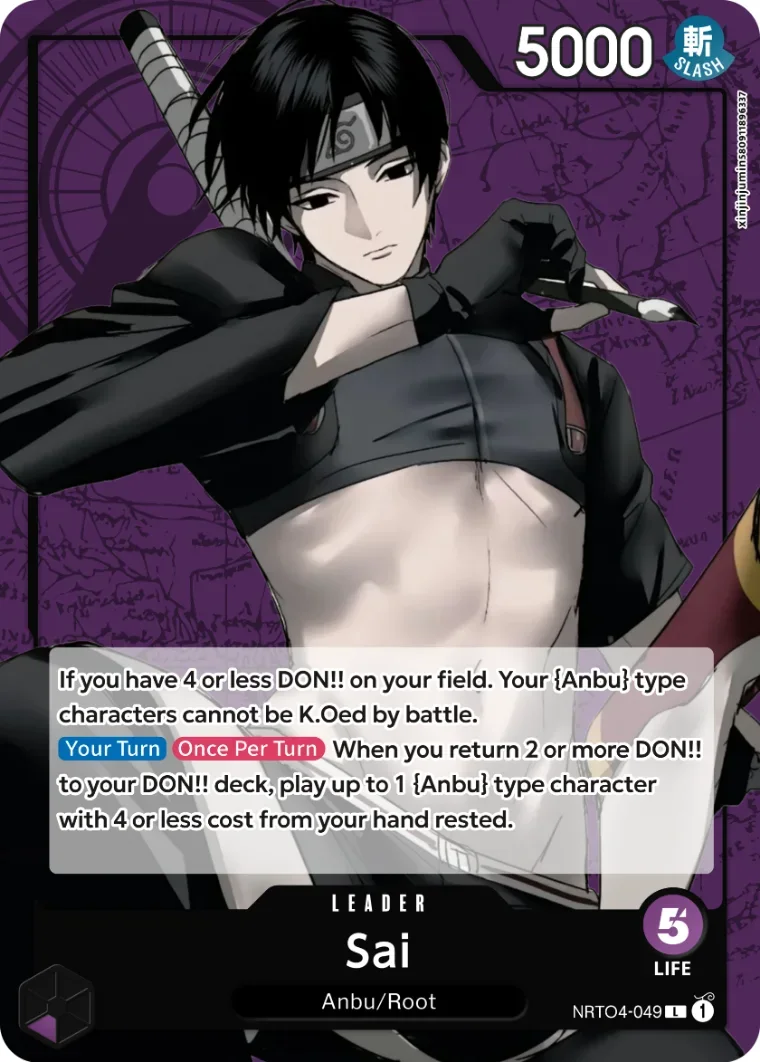 5000
斬
SLASH
xinjinjumins80911896337
If you have 4 or less DON!! on your field. Your {Anbu} type
characters cannot be K.Oed by battle.
Your Turn Once Per Turn When you return 2 or more DON!!
to your DON!! deck, play up to 1 {Anbu} type character
with 4 or less cost from your hand rested.
LEADER
Sai
5
LIFE
Anbu/Root
NRTO4-049 L 1